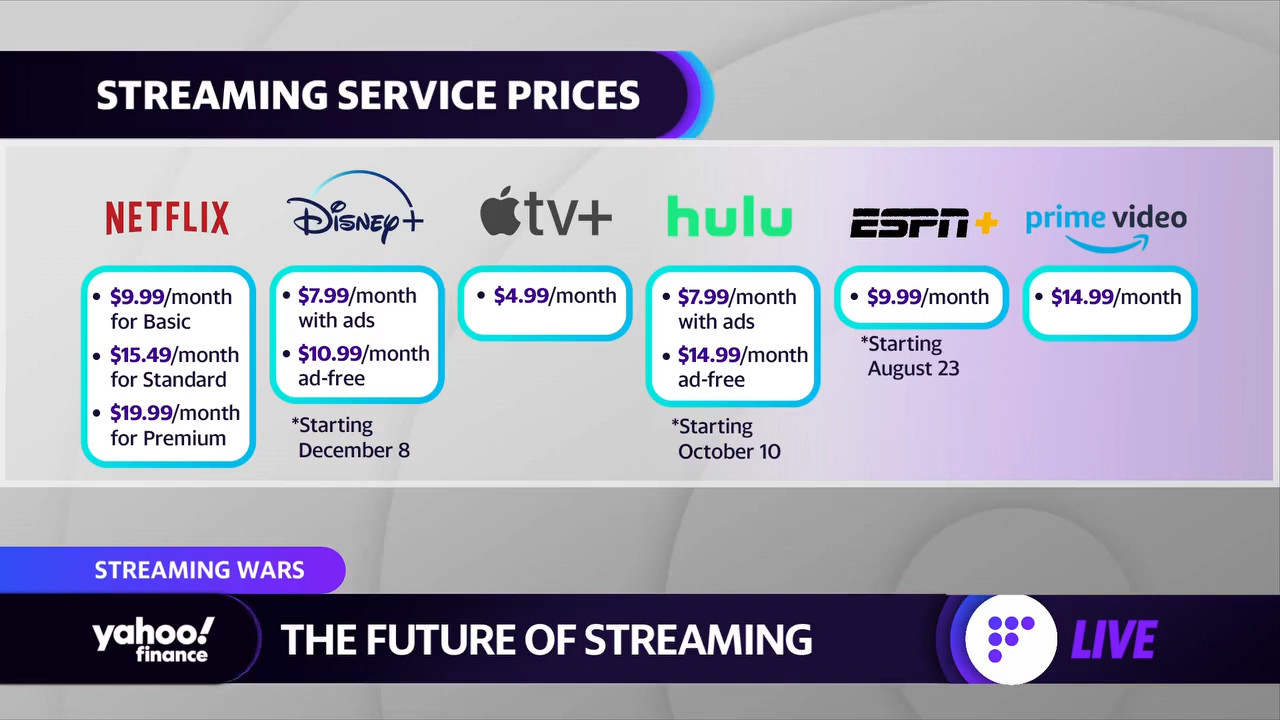 STREAMING SERVICE PRICES
NETFLIX
• $9.99/month
for Basic
• $15.49/month
for Standard
• $19.99/month
for Premium
Disney+
• $7.99/month
with ads
• $10.99/month
ad-free
*Starting
December 8
tv+
• $4.99/month
hulu
• $7.99/month
with ads
• $14.99/month
ad-free
*Starting
October 10
ESPN+
• $9.99/month
*Starting
August 23
prime video
• $14.99/month
STREAMING WARS
yahoo!
finance
THE FUTURE OF STREAMING
LIVE